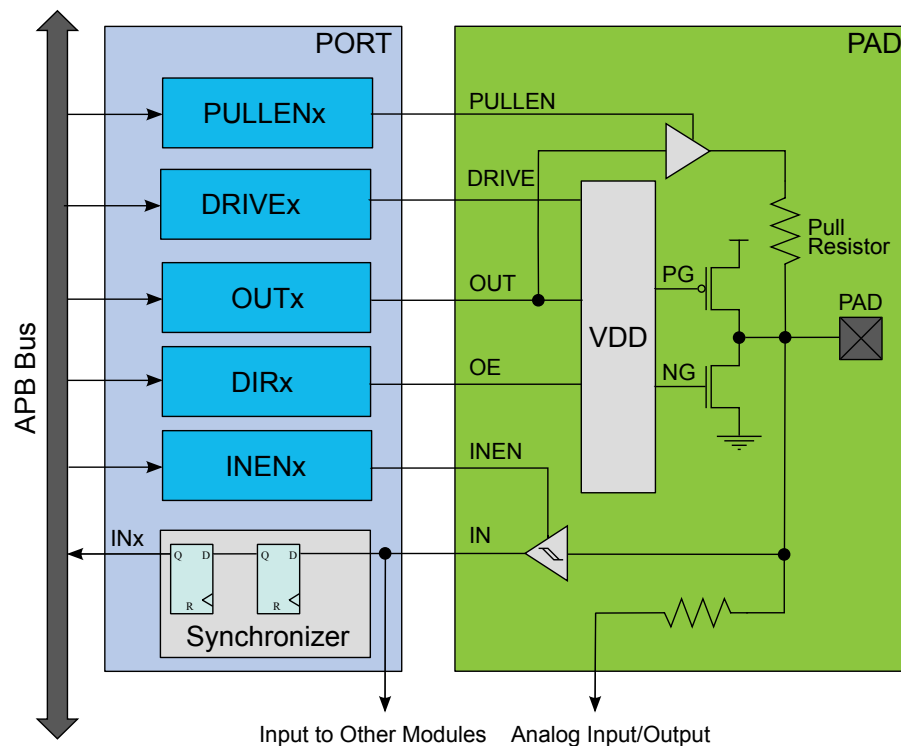 PORT
PAD
PULLENx
PULLEN
DRIVEx
DRIVE
Pull
Resistor
OUTx
OUT
PG
PAD
VDD
DIRx
OE
NG
APB Bus
INENx
INEN
INx
IN
Q D
R
Q D
R
Synchronizer
Input to Other Modules
Analog Input/Output